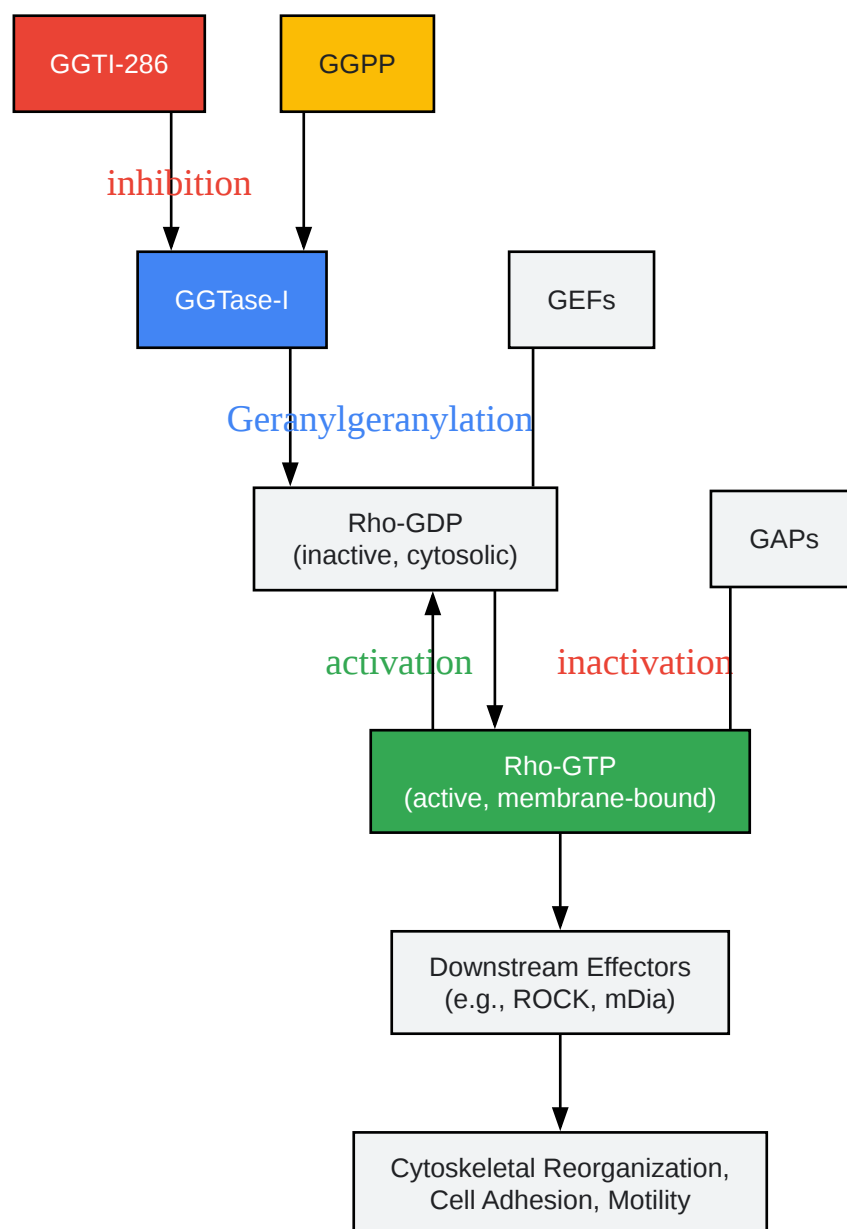 GGTI-286
GGPP
inhibition
GGTase-I
GEFs
Geranylgeranylation
Rho-GDP
(inactive, cytosolic)
GAPs
activation
inactivation
Rho-GTP
(active, membrane-bound)
Downstream Effectors
(e.g., ROCK, mDia)
Cytoskeletal Reorganization,
Cell Adhesion, Motility